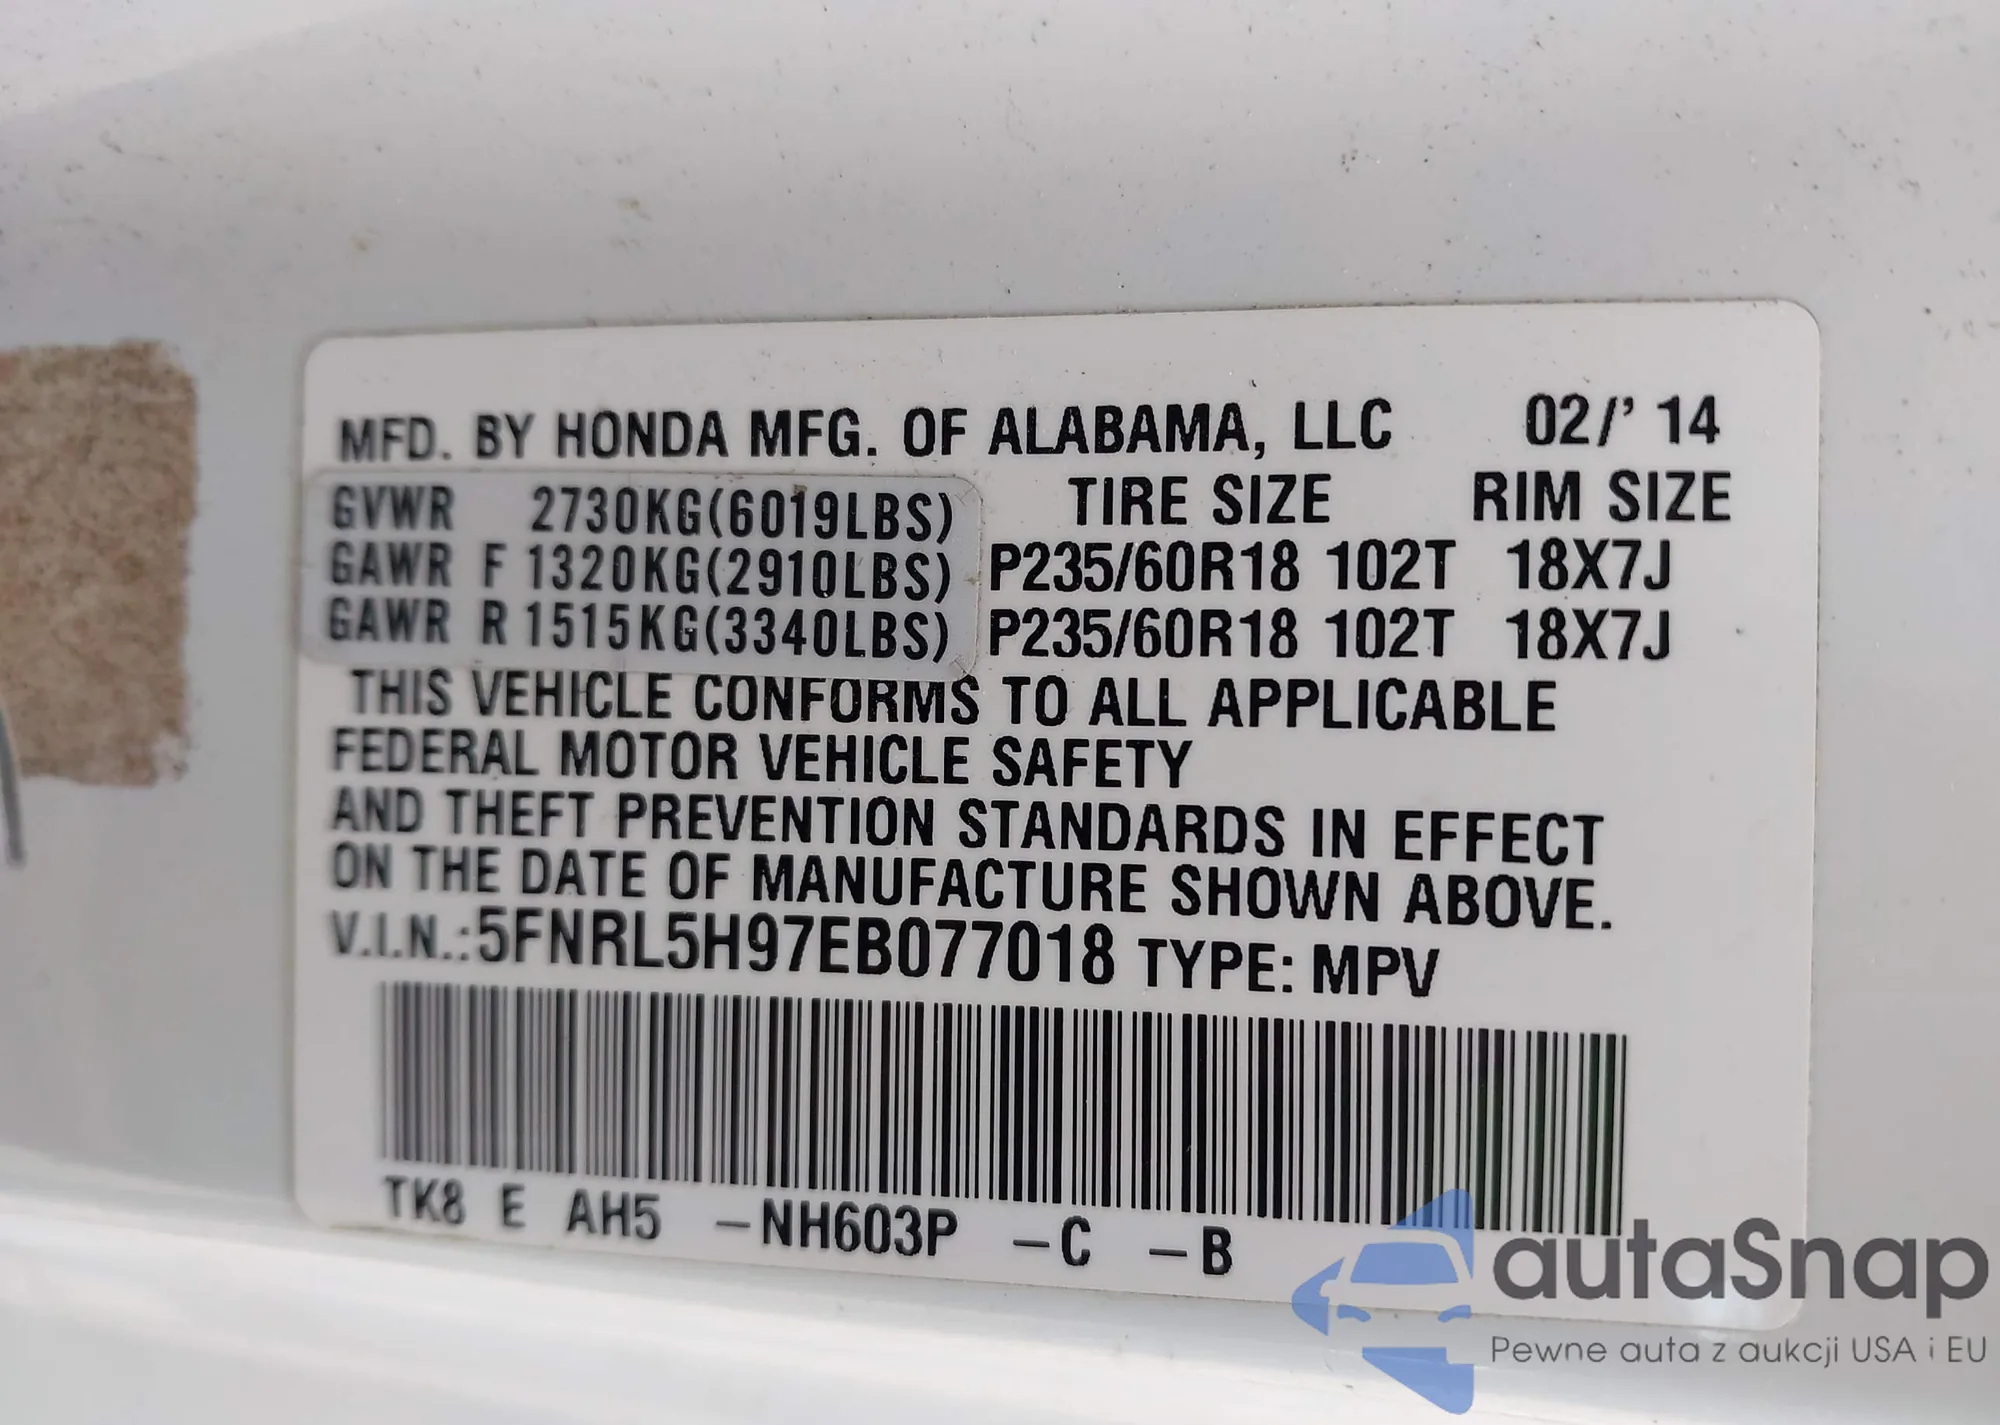 MFD. BY HONDA MFG. OF ALABAMA, LLC 02/' 14
GVWR 2730KG(6019LBS) TIRE SIZE RIM SIZE
GAWR F 1320KG(2910LBS) P235/60R18 102T 18X7J
GAWR R 1515KG(3340LBS) P235/60R18 102T 18X7J
THIS VEHICLE CONFORMS TO ALL APPLICABLE
FEDERAL MOTOR VEHICLE SAFETY
AND THEFT PREVENTION STANDARDS IN EFFECT
ON THE DATE OF MANUFACTURE SHOWN ABOVE.
V.I.N.:5FNRL5H97EB077018 TYPE: MPV
TK8 E AH5 -NH603P -C -B
autaSnap
Pewne auta z aukcji USA i EU